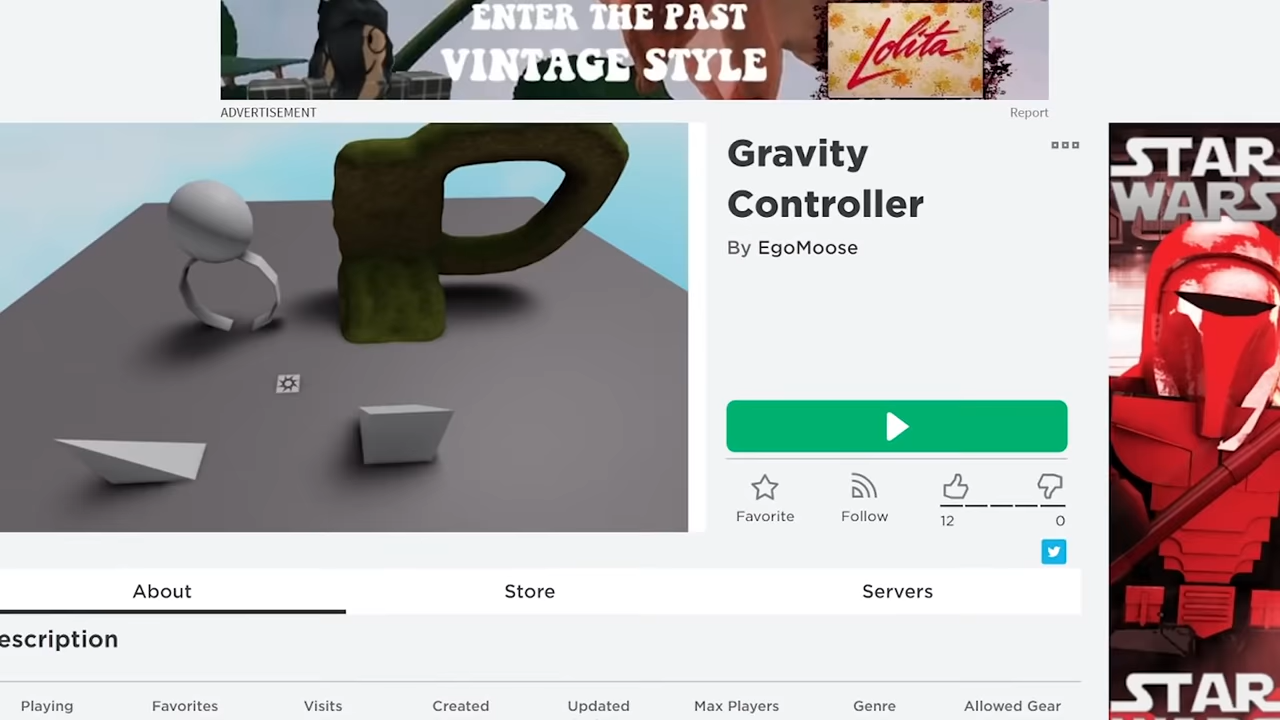 ENTER THE PAST
VINTAGE STYLE
Lolita
ADVERTISEMENT
Report
Gravity
Controller
By EgoMoose
STAR
WARS
Favorite
Follow
12
0
About
Store
Servers
escription
Playing
Favorites
Visits
Created
Updated
Max Players
Genre
Allowed Gear
STAR